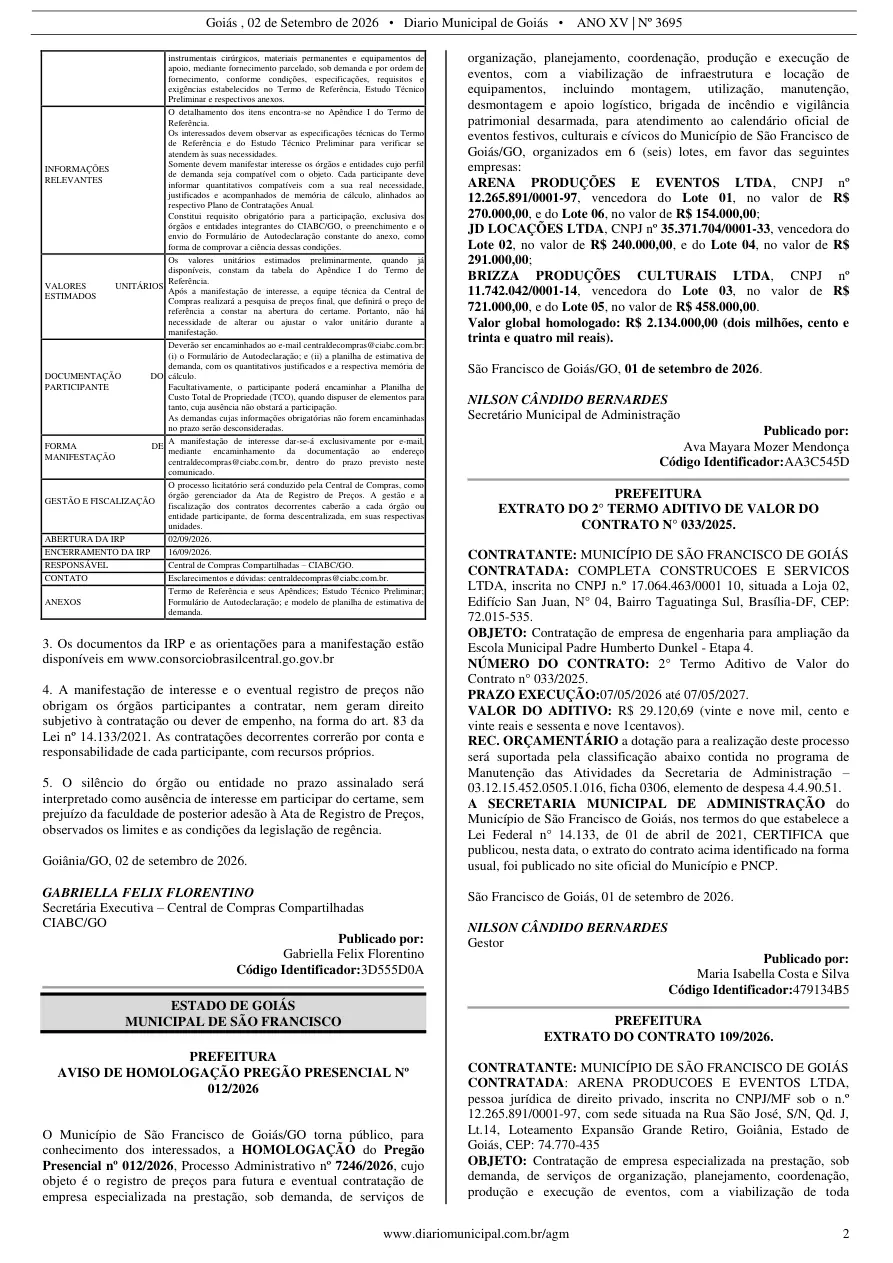 Goiás , 02 de Setembro de 2026 • Diario Municipal de Goiás • ANO XV | Nº 3695
instrumentais cirúrgicos, materiais permanentes e equipamentos de
apoio, mediante fornecimento parcelado, sob demanda e por ordem de
fornecimento, conforme condições, especificações, requisitos e
exigências estabelecidos no Termo de Referência, Estudo Técnico
Preliminar e respectivos anexos.
INFORMAÇÕES
RELEVANTES
O detalhamento dos itens encontra-se no Apêndice I do Termo de
Referência.
Os interessados devem observar as especificações técnicas do Termo
de Referência e do Estudo Técnico Preliminar para verificar se
atendem às suas necessidades.
Somente devem manifestar interesse os órgãos e entidades cujo perfil
de demanda seja compatível com o objeto. Cada participante deve
informar quantitativos compatíveis com a sua real necessidade,
justificados e acompanhados de memória de cálculo, alinhados ao
respectivo Plano de Contratações Anual.
Constitui requisito obrigatório para a participação, exclusiva dos
órgãos e entidades integrantes do CIABC/GO, o preenchimento e o
envio do Formulário de Autodeclaração constante do anexo, como
forma de comprovar a ciência dessas condições.
VALORES UNITÁRIOS
ESTIMADOS
Os valores unitários estimados preliminarmente, quando já
disponíveis, constam da tabela do Apêndice I do Termo de
Referência.
Após a manifestação de interesse, a equipe técnica da Central de
Compras realizará a pesquisa de preços final, que definirá o preço de
referência a constar na abertura do certame. Portanto, não há
necessidade de alterar ou ajustar o valor unitário durante a
manifestação.
DOCUMENTAÇÃO DO
PARTICIPANTE
Deverão ser encaminhados ao e-mail centraldecompras@ciabc.com.br:
(i) o Formulário de Autodeclaração; e (ii) a planilha de estimativa de
demanda, com os quantitativos justificados e a respectiva memória de
cálculo.
Facultativamente, o participante poderá encaminhar a Planilha de
Custo Total de Propriedade (TCO), quando dispuser de elementos para
tanto, cuja ausência não obstará a participação.
As demandas cujas informações obrigatórias não forem encaminhadas
no prazo serão desconsideradas.
FORMA DE
MANIFESTAÇÃO
A manifestação de interesse dar-se-á exclusivamente por e-mail,
mediante encaminhamento da documentação ao endereço
centraldecompras@ciabc.com.br, dentro do prazo previsto neste
comunicado.
GESTÃO E FISCALIZAÇÃO
O processo licitatório será conduzido pela Central de Compras, como
órgão gerenciador da Ata de Registro de Preços. A gestão e a
fiscalização dos contratos decorrentes caberão a cada órgão ou
entidade participante, de forma descentralizada, em suas respectivas
unidades.
ABERTURA DA IRP 02/09/2026.
ENCERRAMENTO DA IRP 16/09/2026.
RESPONSÁVEL Central de Compras Compartilhadas – CIABC/GO.
CONTATO Esclarecimentos e dúvidas: centraldecompras@ciabc.com.br.
ANEXOS
Termo de Referência e seus Apêndices; Estudo Técnico Preliminar;
Formulário de Autodeclaração; e modelo de planilha de estimativa de
demanda.
3. Os documentos da IRP e as orientações para a manifestação estão
disponíveis em www.consorciobrasilcentral.go.gov.br
4. A manifestação de interesse e o eventual registro de preços não
obrigam os órgãos participantes a contratar, nem geram direito
subjetivo à contratação ou dever de empenho, na forma do art. 83 da
Lei nº 14.133/2021. As contratações decorrentes correrão por conta e
responsabilidade de cada participante, com recursos próprios.
5. O silêncio do órgão ou entidade no prazo assinalado será
interpretado como ausência de interesse em participar do certame, sem
prejuízo da faculdade de posterior adesão à Ata de Registro de Preços,
observados os limites e as condições da legislação de regência.
Goiânia/GO, 02 de setembro de 2026.
GABRIELLA FELIX FLORENTINO
Secretária Executiva – Central de Compras Compartilhadas
CIABC/GO
Publicado por:
Gabriella Felix Florentino
Código Identificador:3D555D0A
ESTADO DE GOIÁS
MUNICIPAL DE SÃO FRANCISCO
PREFEITURA
AVISO DE HOMOLOGAÇÃO PREGÃO PRESENCIAL Nº
012/2026
O Município de São Francisco de Goiás/GO torna público, para
conhecimento dos interessados, a HOMOLOGAÇÃO do Pregão
Presencial nº 012/2026, Processo Administrativo nº 7246/2026, cujo
objeto é o registro de preços para futura e eventual contratação de
empresa especializada na prestação, sob demanda, de serviços de
organização, planejamento, coordenação, produção e execução de
eventos, com a viabilização de infraestrutura e locação de
equipamentos, incluindo montagem, utilização, manutenção,
desmontagem e apoio logístico, brigada de incêndio e vigilância
patrimonial desarmada, para atendimento ao calendário oficial de
eventos festivos, culturais e cívicos do Município de São Francisco de
Goiás/GO, organizados em 6 (seis) lotes, em favor das seguintes
empresas:
ARENA PRODUÇÕES E EVENTOS LTDA, CNPJ nº
12.265.891/0001-97, vencedora do Lote 01, no valor de R$
270.000,00, e do Lote 06, no valor de R$ 154.000,00;
JD LOCAÇÕES LTDA, CNPJ nº 35.371.704/0001-33, vencedora do
Lote 02, no valor de R$ 240.000,00, e do Lote 04, no valor de R$
291.000,00;
BRIZZA PRODUÇÕES CULTURAIS LTDA, CNPJ nº
11.742.042/0001-14, vencedora do Lote 03, no valor de R$
721.000,00, e do Lote 05, no valor de R$ 458.000,00.
Valor global homologado: R$ 2.134.000,00 (dois milhões, cento e
trinta e quatro mil reais).
São Francisco de Goiás/GO, 01 de setembro de 2026.
NILSON CÂNDIDO BERNARDES
Secretário Municipal de Administração
Publicado por:
Ava Mayara Mozer Mendonça
Código Identificador:AA3C545D
PREFEITURA
EXTRATO DO 2° TERMO ADITIVO DE VALOR DO
CONTRATO N° 033/2025.
CONTRATANTE: MUNICÍPIO DE SÃO FRANCISCO DE GOIÁS
CONTRATADA: COMPLETA CONSTRUCOES E SERVICOS
LTDA, inscrita no CNPJ n.º 17.064.463/0001 10, situada a Loja 02,
Edifício San Juan, N° 04, Bairro Taguatinga Sul, Brasília-DF, CEP:
72.015-535.
OBJETO: Contratação de empresa de engenharia para ampliação da
Escola Municipal Padre Humberto Dunkel - Etapa 4.
NÚMERO DO CONTRATO: 2° Termo Aditivo de Valor do
Contrato n° 033/2025.
PRAZO EXECUÇÃO:07/05/2026 até 07/05/2027.
VALOR DO ADITIVO: R$ 29.120,69 (vinte e nove mil, cento e
vinte reais e sessenta e nove 1centavos).
REC. ORÇAMENTÁRIO a dotação para a realização deste processo
será suportada pela classificação abaixo contida no programa de
Manutenção das Atividades da Secretaria de Administração –
03.12.15.452.0505.1.016, ficha 0306, elemento de despesa 4.4.90.51.
A SECRETARIA MUNICIPAL DE ADMINISTRAÇÃO do
Município de São Francisco de Goiás, nos termos do que estabelece a
Lei Federal n° 14.133, de 01 de abril de 2021, CERTIFICA que
publicou, nesta data, o extrato do contrato acima identificado na forma
usual, foi publicado no site oficial do Município e PNCP.
São Francisco de Goiás, 01 de setembro de 2026.
NILSON CÂNDIDO BERNARDES
Gestor
Publicado por:
Maria Isabella Costa e Silva
Código Identificador:479134B5
PREFEITURA
EXTRATO DO CONTRATO 109/2026.
CONTRATANTE: MUNICÍPIO DE SÃO FRANCISCO DE GOIÁS
CONTRATADA: ARENA PRODUCOES E EVENTOS LTDA,
pessoa jurídica de direito privado, inscrita no CNPJ/MF sob o n.º
12.265.891/0001-97, com sede situada na Rua São José, S/N, Qd. J,
Lt.14, Loteamento Expansão Grande Retiro, Goiânia, Estado de
Goiás, CEP: 74.770-435
OBJETO: Contratação de empresa especializada na prestação, sob
demanda, de serviços de organização, planejamento, coordenação,
produção e execução de eventos, com a viabilização de toda
www.diariomunicipal.com.br/agm 2